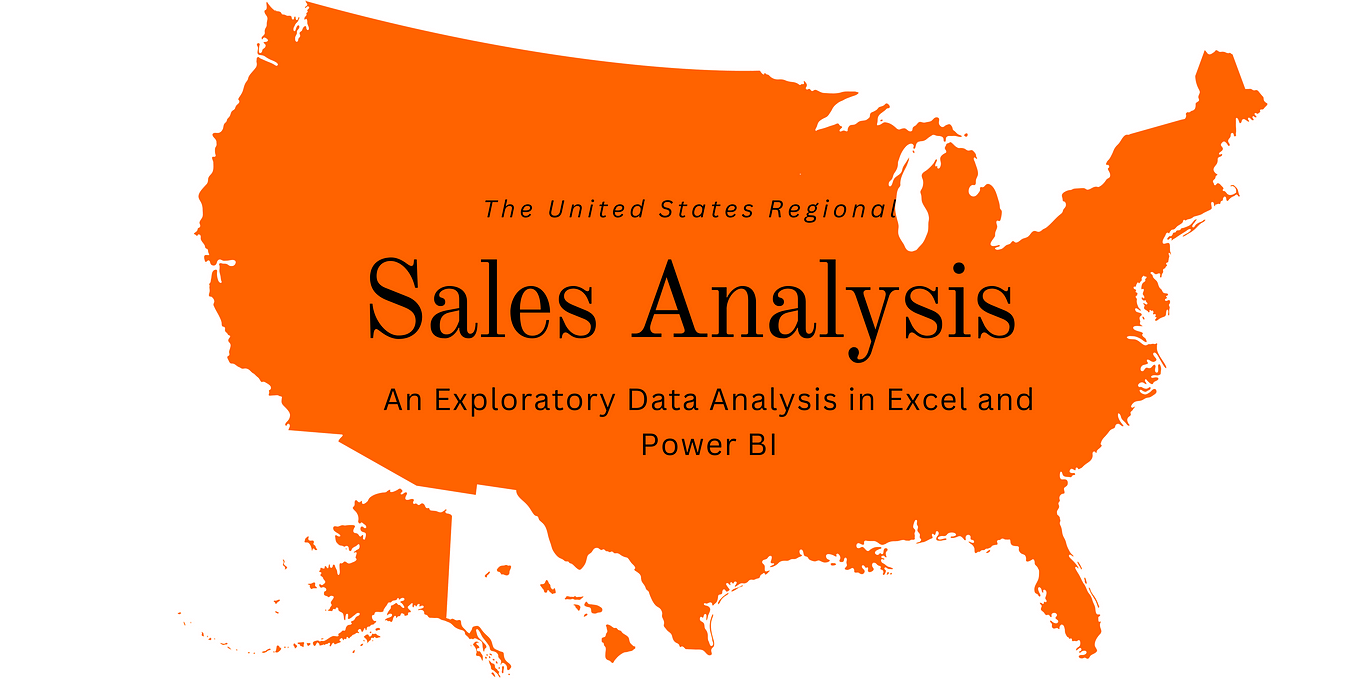 The United States Regional
Sales Analysis
An Exploratory Data Analysis in Excel and
Power BI